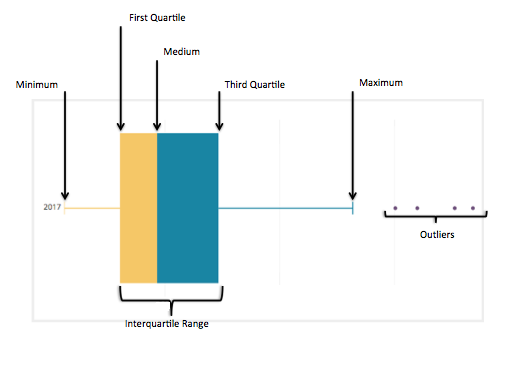 First Quartile
Medium
Minimum
Third Quartile
Maximum
2017
Outliers
Interquartile Range